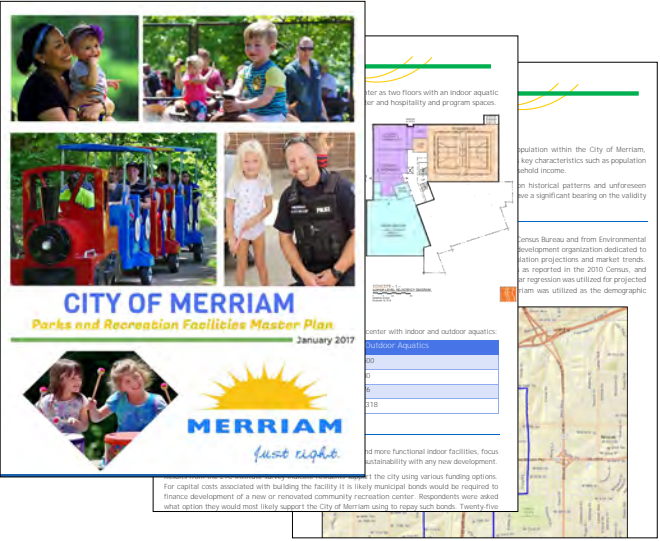 CITY OF MERRIAM
Parks and Recreation Facilities Master Plan
January 2017
MERRIAM
Just right.
POLICE
ter as two floors with an indoor aquatic
ter and hospitality and program spaces.
center with indoor and outdoor aquatics:
Outdoor Aquatics
318
nd more functional indoor facilities, focus
sustainability with any new development.
support the city using various funding options.
For capital costs associated with building the facility it is likely municipal bonds would be required to
finance development of a new or renovated community recreation center. Respondents were asked
what option they would most likely support the City of Merriam using to repay such bonds. Twenty-five
opulation within the City of Merriam,
key characteristics such as population
sehold income.
on historical patterns and unforeseen
ave a significant bearing on the validity
Census Bureau and from Environmental
development organization dedicated to
ulation projections and market trends.
as reported in the 2010 Census, and
ar regression was utilized for projected
rriam was utilized as the demographic